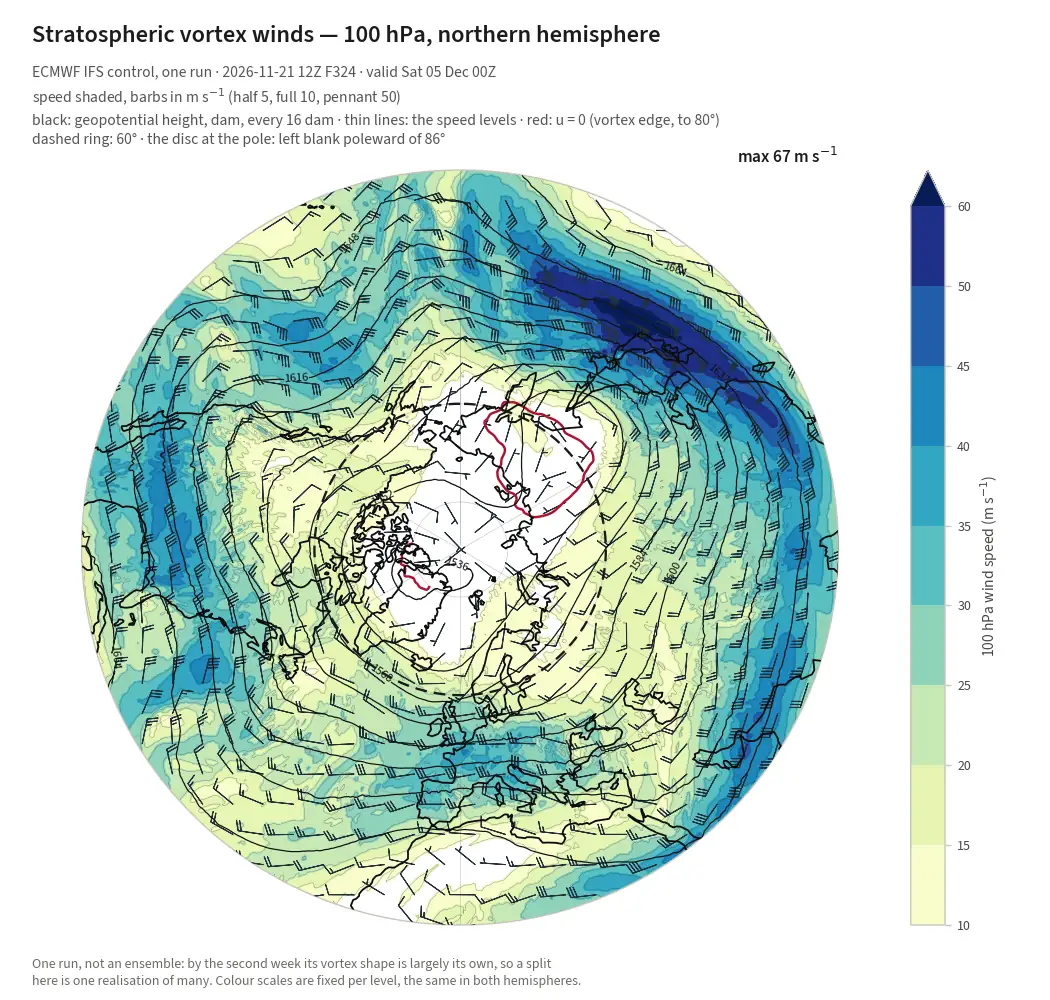 Stratospheric vortex winds — 100 hPa, northern hemisphere
ECMWF IFS control, one run · 2026-11-21 12Z F324 · valid Sat 05 Dec 00Z
speed shaded, barbs in m s⁻¹ (half 5, full 10, pennant 50)
black: geopotential height, dam, every 16 dam · thin lines: the speed levels · red: u = 0 (vortex edge, to 80°)
dashed ring: 60° · the disc at the pole: left blank poleward of 86°
max 67 m s⁻¹
60
50
45
40
35
30
25
20
15
10
100 hPa wind speed (m s⁻¹)
1648
1664
1616
1536
1584
1600
1568
One run, not an ensemble: by the second week its vortex shape is largely its own, so a split
here is one realisation of many. Colour scales are fixed per level, the same in both hemispheres.